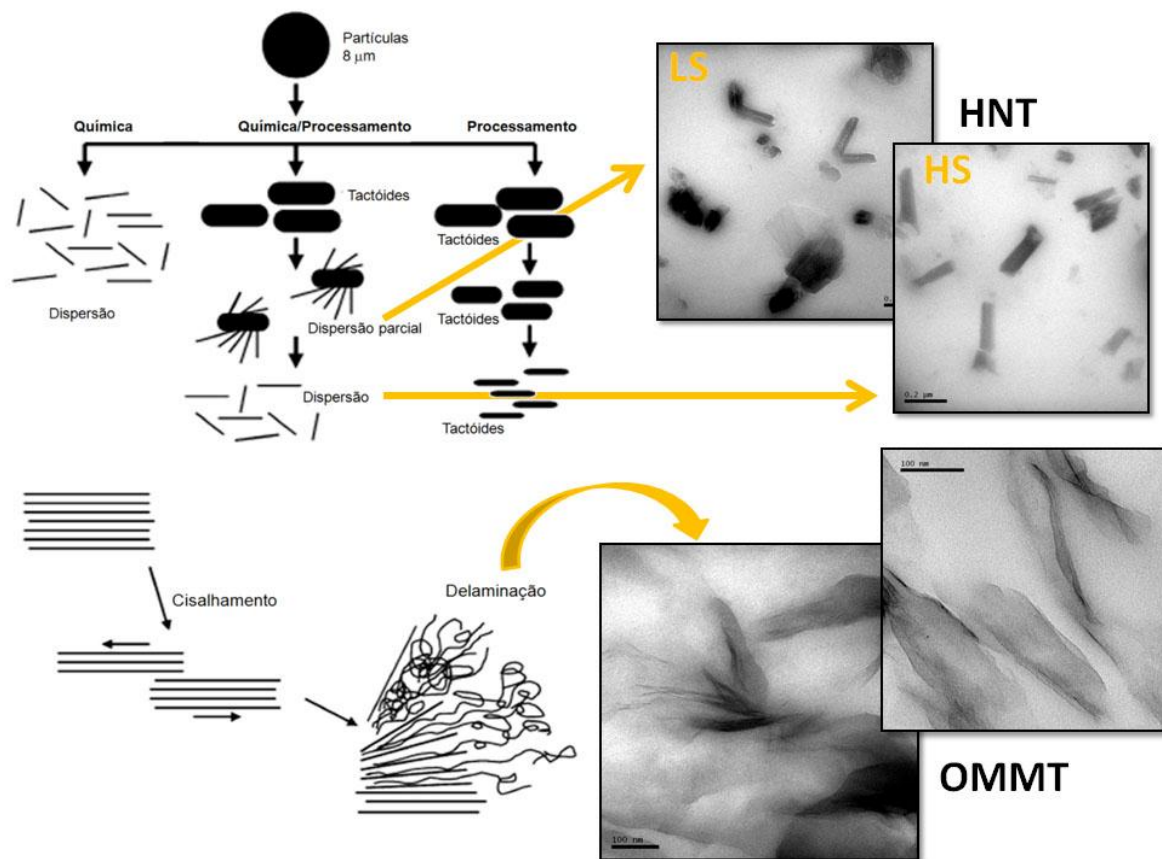 Partículas
8 μm
Química
Química/Processamento
Processamento
Tactóides
Tactóides
Dispersão
Dispersão parcial
Tactóides
Dispersão
Tactóides
LS
HNT
HS
0.2 μm
Cisalhamento
Delaminação
100 nm
100 nm
OMMT